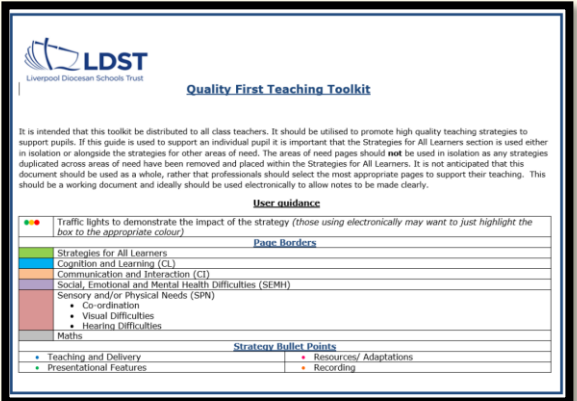 LDST
Liverpool Diocesan Schools Trust
Quality First Teaching Toolkit
It is intended that this toolkit be distributed to all class teachers. It should be utilised to promote high quality teaching strategies to
support pupils. If this guide is used to support an individual pupil it is important that the Strategies for All Learners section is used either
in isolation or alongside the strategies for other areas of need. The areas of need pages should not be used in isolation as any strategies
duplicated across areas of need have been removed and placed within the Strategies for All Learners. It is not anticipated that this
document should be used as a whole, rather that professionals should select the most appropriate pages to support their teaching. This
should be a working document and ideally should be used electronically to allow notes to be made clearly.
User guidance
Traffic lights to demonstrate the impact of the strategy (those using electronically may want to just highlight the
box to the appropriate colour)
Page Borders
Strategies for All Learners
Cognition and Learning (CL)
Communication and Interaction (CI)
Social, Emotional and Mental Health Difficulties (SEMH)
Sensory and/or Physical Needs (SPN)
• Co-ordination
• Visual Difficulties
• Hearing Difficulties
Maths
Strategy Bullet Points
• Teaching and Delivery
• Resources/ Adaptations
• Presentational Features
• Recording